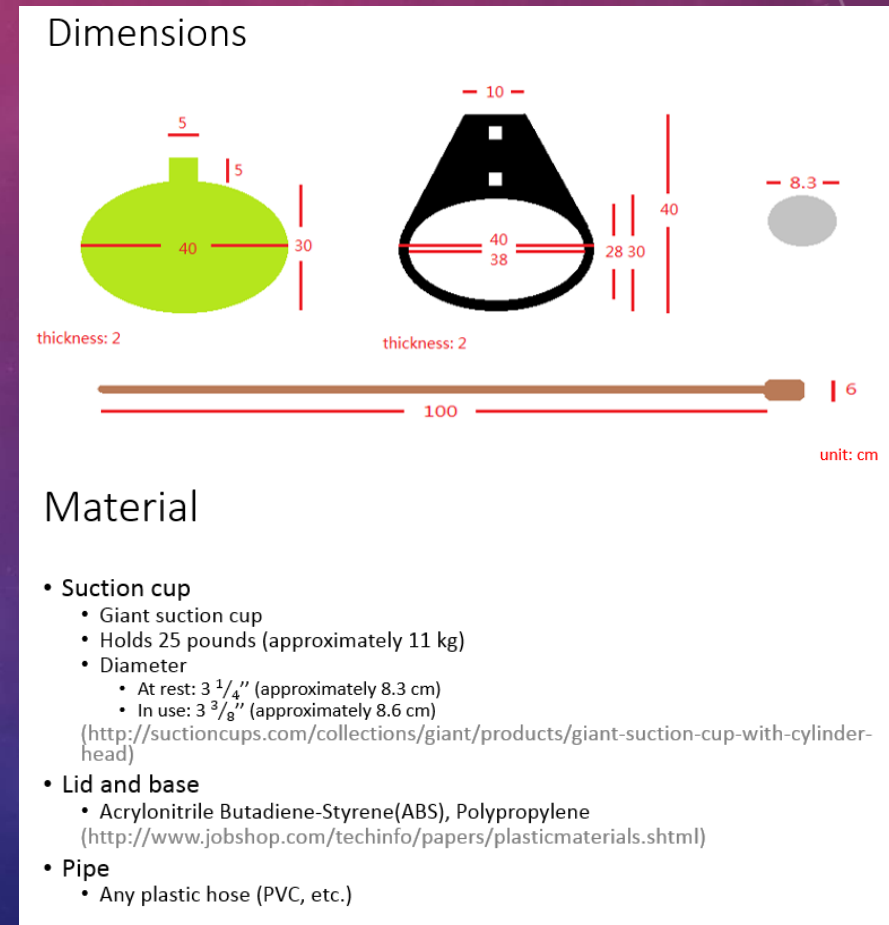 Dimensions
10
5
5
8.3
40
40
30
40
28 30
38
thickness: 2
thickness: 2
100
6
unit: cm
Material
• Suction cup
• Giant suction cup
• Holds 25 pounds (approximately 11 kg)
• Diameter
• At rest: 3 1/4” (approximately 8.3 cm)
• In use: 3 3/8” (approximately 8.6 cm)
(http://suctioncups.com/collections/giant/products/giant-suction-cup-with-cylinder-
head)
• Lid and base
• Acrylonitrile Butadiene-Styrene(ABS), Polypropylene
(http://www.jobshop.com/techinfo/papers/plasticmaterials.shtml)
• Pipe
• Any plastic hose (PVC, etc.)